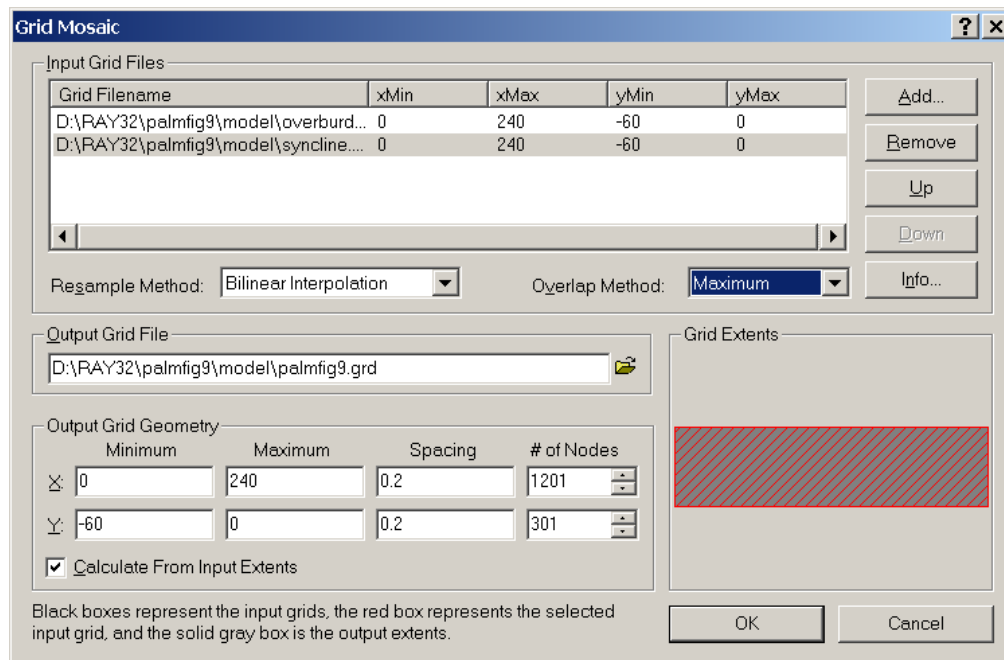 Grid Mosaic
Input Grid Files
Grid Filename xMin xMax yMin yMax
D:\RAY32\palmfig9\model\overburd... 0 240 -60 0
D:\RAY32\palmfig9\model\syncline.... 0 240 -60 0
Add...
Remove
Up
Down
Info...
Resample Method: Bilinear Interpolation Overlap Method: Maximum
Output Grid File
D:\RAY32\palmfig9\model\palmfig9.grd
Grid Extents
Output Grid Geometry
Minimum Maximum Spacing # of Nodes
X: 0 240 0.2 1201
Y: -60 0 0.2 301
Calculate From Input Extents
Black boxes represent the input grids, the red box represents the selected
input grid, and the solid gray box is the output extents.
OK Cancel